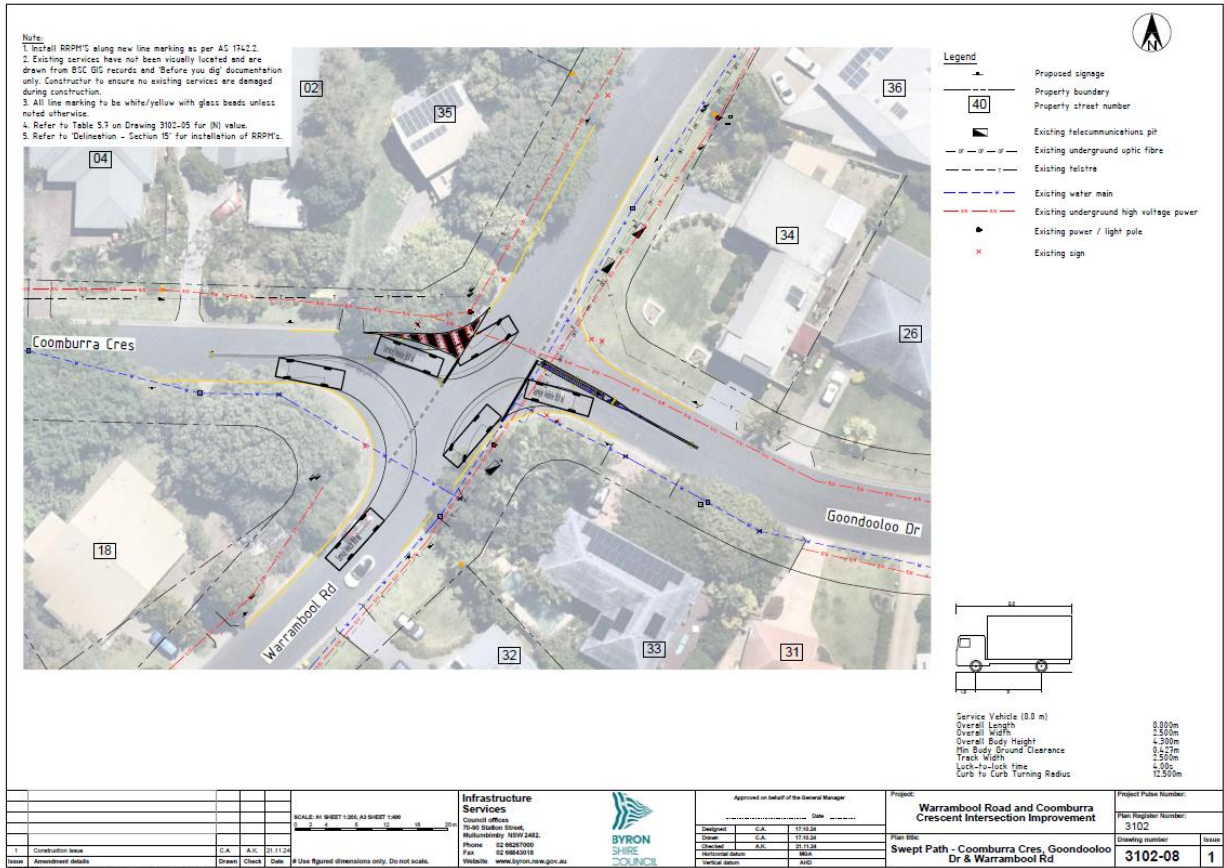 Note:
1. Install RRPM'S along new line marking as per AS 1742.2.
2. Existing services have not been visually located and are
drawn from BSC GIS records and 'Before you dig' documentation
only. Constructor to ensure no existing services are damaged
during construction.
3. All line marking to be white/yellow with glass beads unless
noted otherwise.
4. Refer to Table 5.7 on Drawing 3102-05 for (N) value.
5. Refer to 'Delineation - Section 15' for installation of RRPM's.
N
Legend
Proposed signage
Property boundary
40 Property street number
Existing telecommunications pit
Existing underground optic fibre
Existing telstra
Existing water main
Existing underground high voltage power
Existing power / light pole
Existing sign
02
35
36
04
34
26
Coomburra Cres
Goondooloo Dr
18
Warrambool Rd
32
33
31
Service Vehicle (8.8 m)
Overall Length 8.800m
Overall Width 2.500m
Overall Body Height 4.300m
Min Body Ground Clearance 0.427m
Track Width 2.500m
Lock-to-lock time 4.00s
Curb to Curb Turning Radius 12.500m
1 Construction Issue C.A. A.K. 21.11.24
Issue Amendment details Drawn Check Date
SCALE: A1 SHEET 1:200, A3 SHEET 1:400
0 2 4 8 12 16 20m
# Use figured dimensions only. Do not scale.
Infrastructure
Services
Council offices
70-90 Station Street,
Mullumbimby NSW 2482.
Phone 02 66267000
Fax 02 66843018
Website www.byron.nsw.gov.au
BYRON
SHIRE
COUNCIL
Approved on behalf of the General Manager
Date
Designed C.A. 17.10.24
Drawn C.A. 17.10.24
Checked A.K. 21.11.24
Horizontal datum MGA
Vertical datum AHD
Project:
Warrambool Road and Coomburra
Crescent Intersection Improvement
Plan title:
Swept Path - Coomburra Cres, Goondooloo
Dr & Warrambool Rd
Project Pulse Number:
Plan Register Number:
3102
Drawing number Issue
3102-08 1